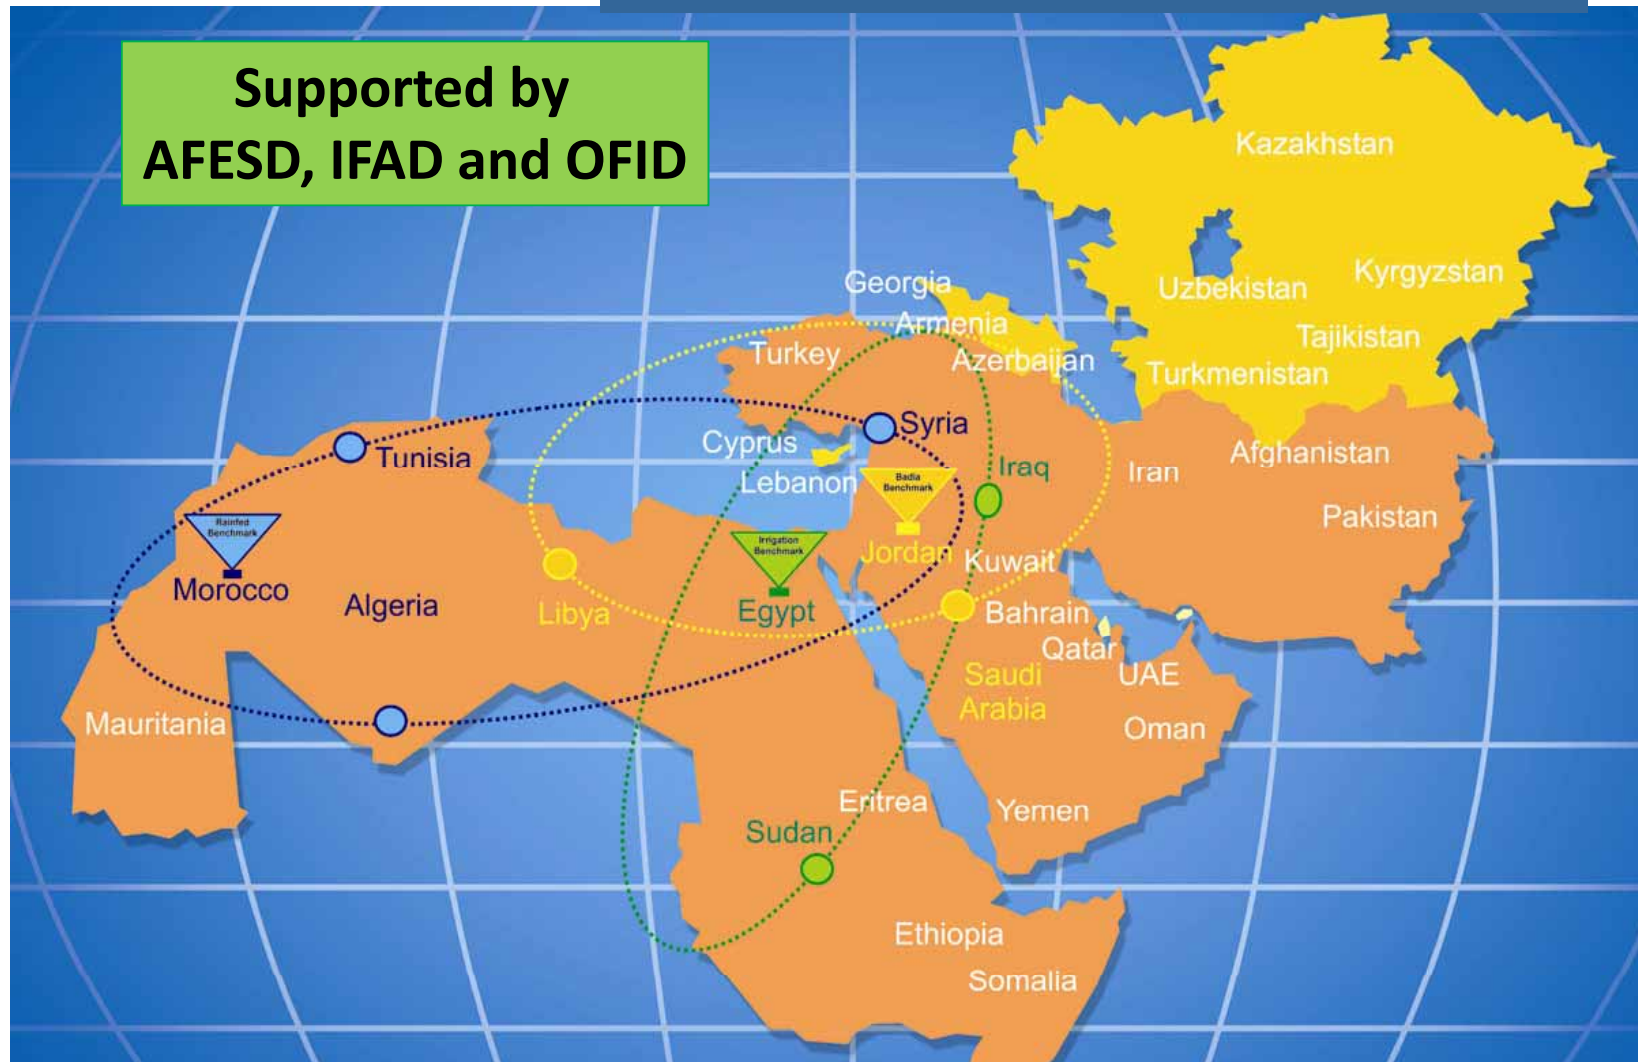 Supported by
AFESD, IFAD and OFID
Kazakhstan
Kyrgyzstan
Uzbekistan
Georgia
Armenia
Tajikistan
Turkey
Azerbaijan
Turkmenistan
Syria
Cyprus
Tunisia
Iraq
Iran
Afghanistan
Lebanon
Badia
Benchmark
Pakistan
Rainfed
Benchmark
Irrigation
Benchmark
Jordan
Kuwait
Morocco
Algeria
Libya
Egypt
Bahrain
Qatar
Saudi
Arabia
UAE
Mauritania
Oman
Eritrea
Yemen
Sudan
Ethiopia
Somalia